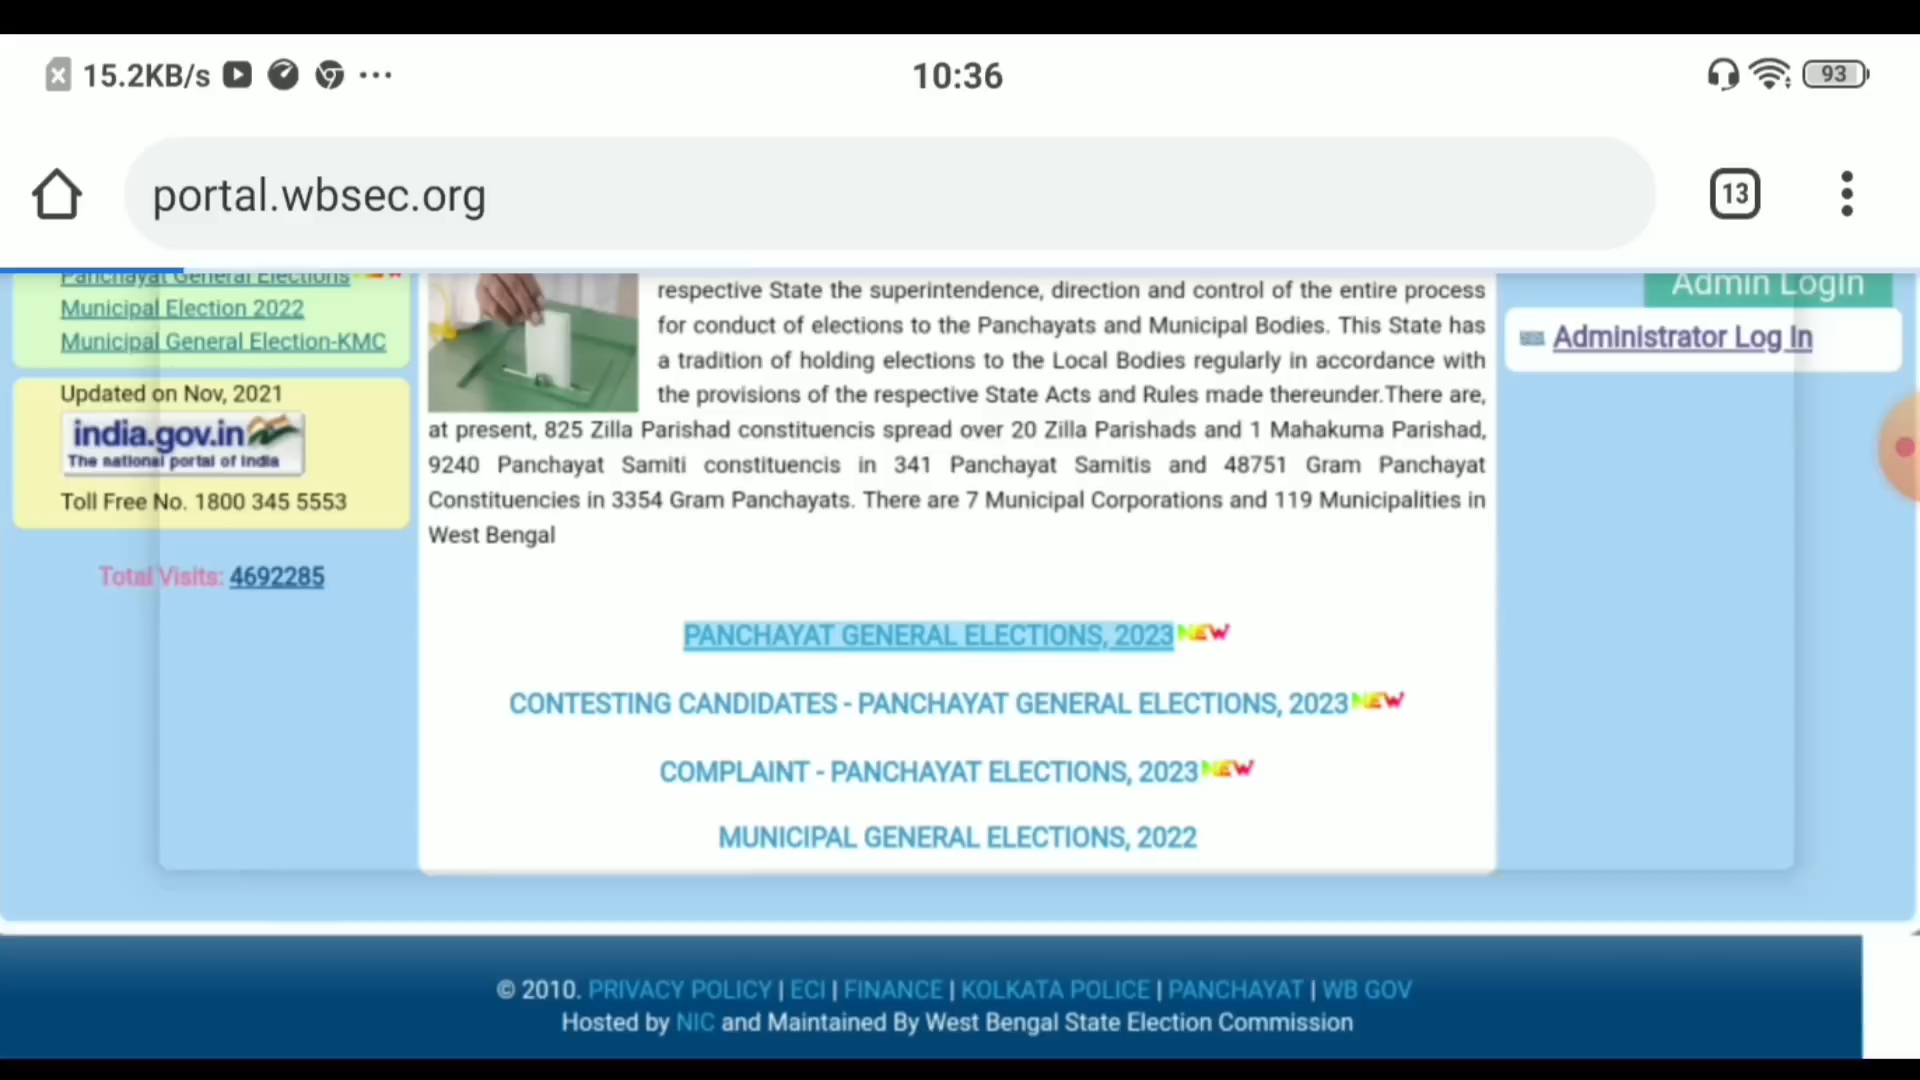 15.2KB/s
10:36
93
portal.wbsec.org
13
Panchayat General Elections
Municipal Election 2022
Municipal General Election-KMC
Updated on Nov, 2021
india.gov.in
The national portal of India
Toll Free No. 1800 345 5553
Total Visits: 4692285
respective State the superintendence, direction and control of the entire process
for conduct of elections to the Panchayats and Municipal Bodies. This State has
a tradition of holding elections to the Local Bodies regularly in accordance with
the provisions of the respective State Acts and Rules made thereunder.There are,
at present, 825 Zilla Parishad constituencis spread over 20 Zilla Parishads and 1 Mahakuma Parishad,
9240 Panchayat Samiti constituencis in 341 Panchayat Samitis and 48751 Gram Panchayat
Constituencies in 3354 Gram Panchayats. There are 7 Municipal Corporations and 119 Municipalities in
West Bengal
PANCHAYAT GENERAL ELECTIONS, 2023 NEW
CONTESTING CANDIDATES - PANCHAYAT GENERAL ELECTIONS, 2023 NEW
COMPLAINT - PANCHAYAT ELECTIONS, 2023 NEW
MUNICIPAL GENERAL ELECTIONS, 2022
Admin LogIn
Administrator Log In
© 2010. PRIVACY POLICY | ECI | FINANCE | KOLKATA POLICE | PANCHAYAT | WB GOV
Hosted by NIC and Maintained By West Bengal State Election Commission